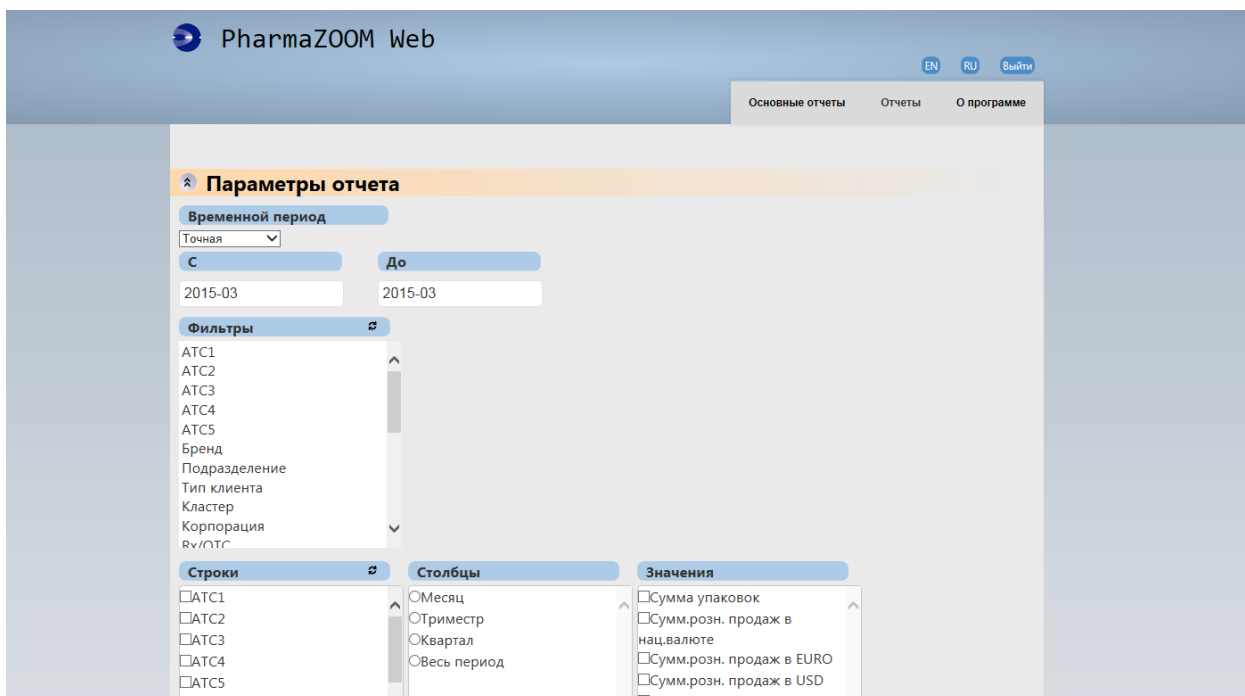 PharmaZOOM Web
EN RU Выйти
Основные отчеты Отчеты О программе
Параметры отчета
Временной период
Точная
С До
2015-03 2015-03
Фильтры
ATC1
ATC2
ATC3
ATC4
ATC5
Бренд
Подразделение
Тип клиента
Кластер
Корпорация
Rx/OTC
Строки Столбцы Значения
ATC1 Месяц Сумма упаковок
ATC2 Триместр Сумм.розн. продаж в
ATC3 Квартал нац.валюте
ATC4 Весь период Сумм.розн. продаж в EURO
ATC5 Сумм.розн. продаж в USD